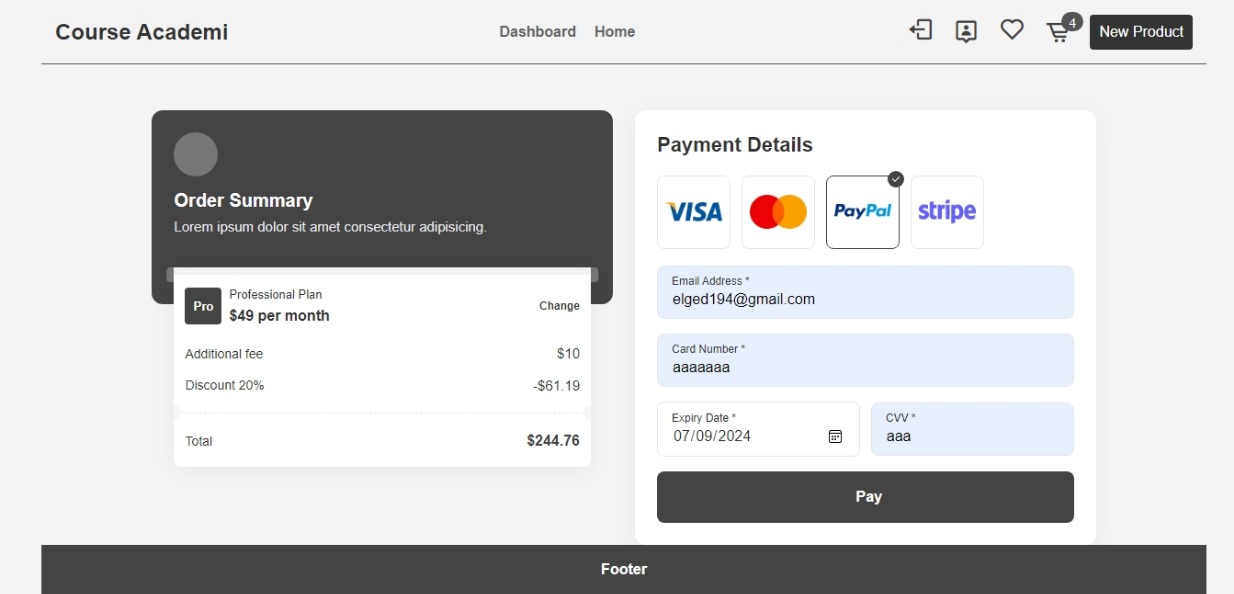 Course Academi
Dashboard Home
4
New Product
Order Summary
Lorem ipsum dolor sit amet consectetur adipisicing.
Pro
Professional Plan
$49 per month
Change
Additional fee $10
Discount 20% -$61.19
Total $244.76
Payment Details
VISA PayPal stripe
Email Address *
elged194@gmail.com
Card Number *
aaaaaaa
Expiry Date *
07/09/2024
CVV *
aaa
Pay
Footer